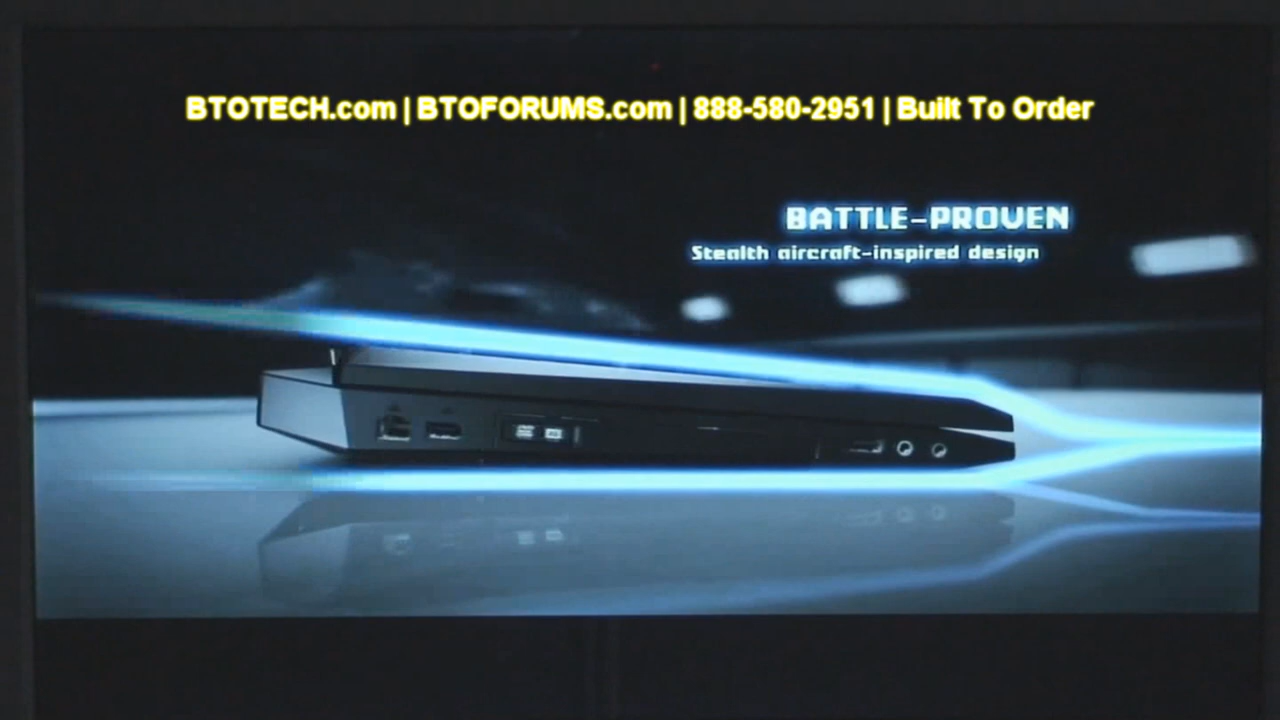 BTOTECH.com | BTOFORUMS.com | 888-580-2951 | Built To Order
BATTLE-PROVEN
Stealth aircraft-inspired design